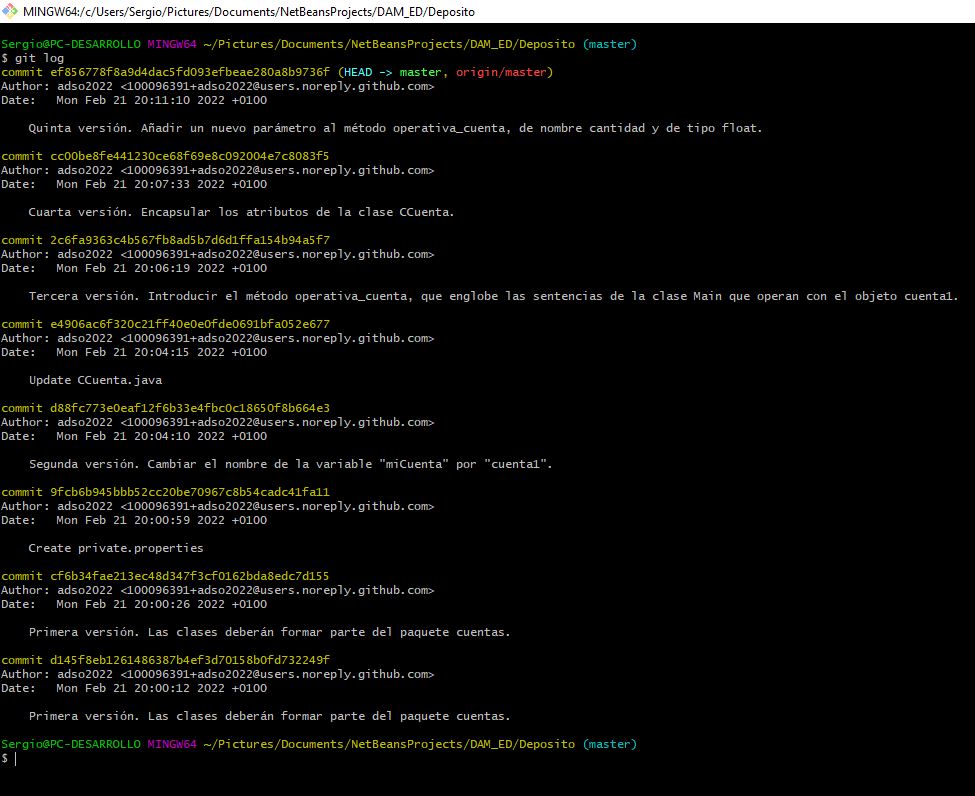 MINGW64:/c/Users/Sergio/Pictures/Documents/NetBeansProjects/DAM_ED/Deposito
Sergio@PC-DESARROLLO MINGW64 ~/Pictures/Documents/NetBeansProjects/DAM_ED/Deposito (master)
$ git log
commit ef856778f8a9d4dac5fd093efbeae280a8b9736f (HEAD -> master, origin/master)
Author: adso2022 <100096391+adso2022@users.noreply.github.com>
Date:   Mon Feb 21 20:11:10 2022 +0100
Quinta versión. Añadir un nuevo parámetro al método operativa_cuenta, de nombre cantidad y de tipo float.
commit cc00be8fe441230ce68f69e8c092004e7c8083f5
Author: adso2022 <100096391+adso2022@users.noreply.github.com>
Date:   Mon Feb 21 20:07:33 2022 +0100
Cuarta versión. Encapsular los atributos de la clase CCuenta.
commit 2c6fa9363c4b567fb8ad5b7d6d1ffa154b94a5f7
Author: adso2022 <100096391+adso2022@users.noreply.github.com>
Date:   Mon Feb 21 20:06:19 2022 +0100
Tercera versión. Introducir el método operativa_cuenta, que englobe las sentencias de la clase Main que operan con el objeto cuenta1.
commit e4906ac6f320c21ff40e0e0fde0691bfa052e677
Author: adso2022 <100096391+adso2022@users.noreply.github.com>
Date:   Mon Feb 21 20:04:15 2022 +0100
Update CCuenta.java
commit d88fc773e0eaf12f6b33e4fbc0c18650f8b664e3
Author: adso2022 <100096391+adso2022@users.noreply.github.com>
Date:   Mon Feb 21 20:04:10 2022 +0100
Segunda versión. Cambiar el nombre de la variable "miCuenta" por "cuenta1".
commit 9fcb6b945bbb52cc20be70967c8b54cadc41fa11
Author: adso2022 <100096391+adso2022@users.noreply.github.com>
Date:   Mon Feb 21 20:00:59 2022 +0100
Create private.properties
commit cf6b34fae213ec48d347f3cf0162bda8edc7d155
Author: adso2022 <100096391+adso2022@users.noreply.github.com>
Date:   Mon Feb 21 20:00:26 2022 +0100
Primera versión. Las clases deberán formar parte del paquete cuentas.
commit d145f8eb1261486387b4ef3d70158b0fd732249f
Author: adso2022 <100096391+adso2022@users.noreply.github.com>
Date:   Mon Feb 21 20:00:12 2022 +0100
Primera versión. Las clases deberán formar parte del paquete cuentas.
Sergio@PC-DESARROLLO MINGW64 ~/Pictures/Documents/NetBeansProjects/DAM_ED/Deposito (master)
$